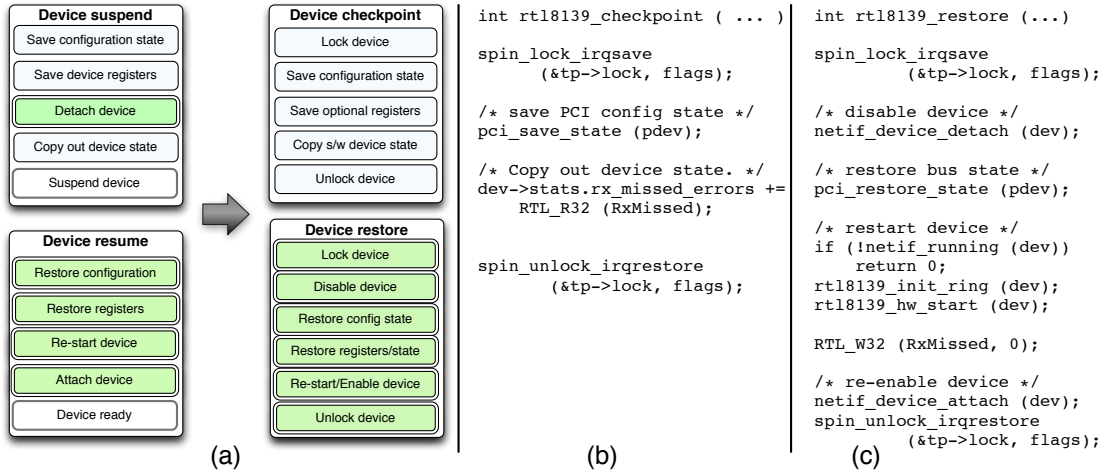 Device suspend
Save configuration state
Save device registers
Detach device
Copy out device state
Suspend device
Device resume
Restore configuration
Restore registers
Re-start device
Attach device
Device ready
Device checkpoint
Lock device
Save configuration state
Save optional registers
Copy s/w device state
Unlock device
Device restore
Lock device
Disable device
Restore config state
Restore registers/state
Re-start/Enable device
Unlock device
(a)
int rtl8139_checkpoint ( ... )
spin_lock_irqsave
(&tp->lock, flags);
/* save PCI config state */
pci_save_state (pdev);
/* Copy out device state. */
dev->stats.rx_missed_errors +=
RTL_R32 (RxMissed);
spin_unlock_irqrestore
(&tp->lock, flags);
(b)
int rtl8139_restore (...)
spin_lock_irqsave
(&tp->lock, flags);
/* disable device */
netif_device_detach (dev);
/* restore bus state */
pci_restore_state (pdev);
/* restart device */
if (!netif_running (dev))
return 0;
rtl8139_init_ring (dev);
rtl8139_hw_start (dev);
RTL_W32 (RxMissed, 0);
/* re-enable device */
netif_device_attach (dev);
spin_unlock_irqrestore
(&tp->lock, flags);
(c)